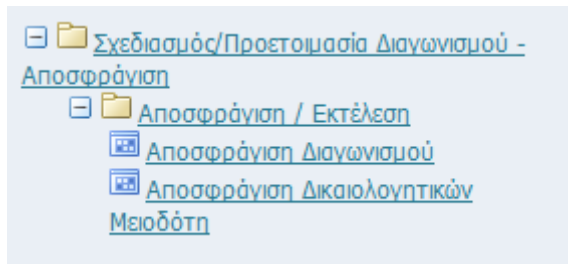 Σχεδιασμός/Προετοιμασία Διαγωνισμού -
Αποσφράγιση
Αποσφράγιση / Εκτέλεση
Αποσφράγιση Διαγωνισμού
Αποσφράγιση Δικαιολογητικών
Μειοδότη